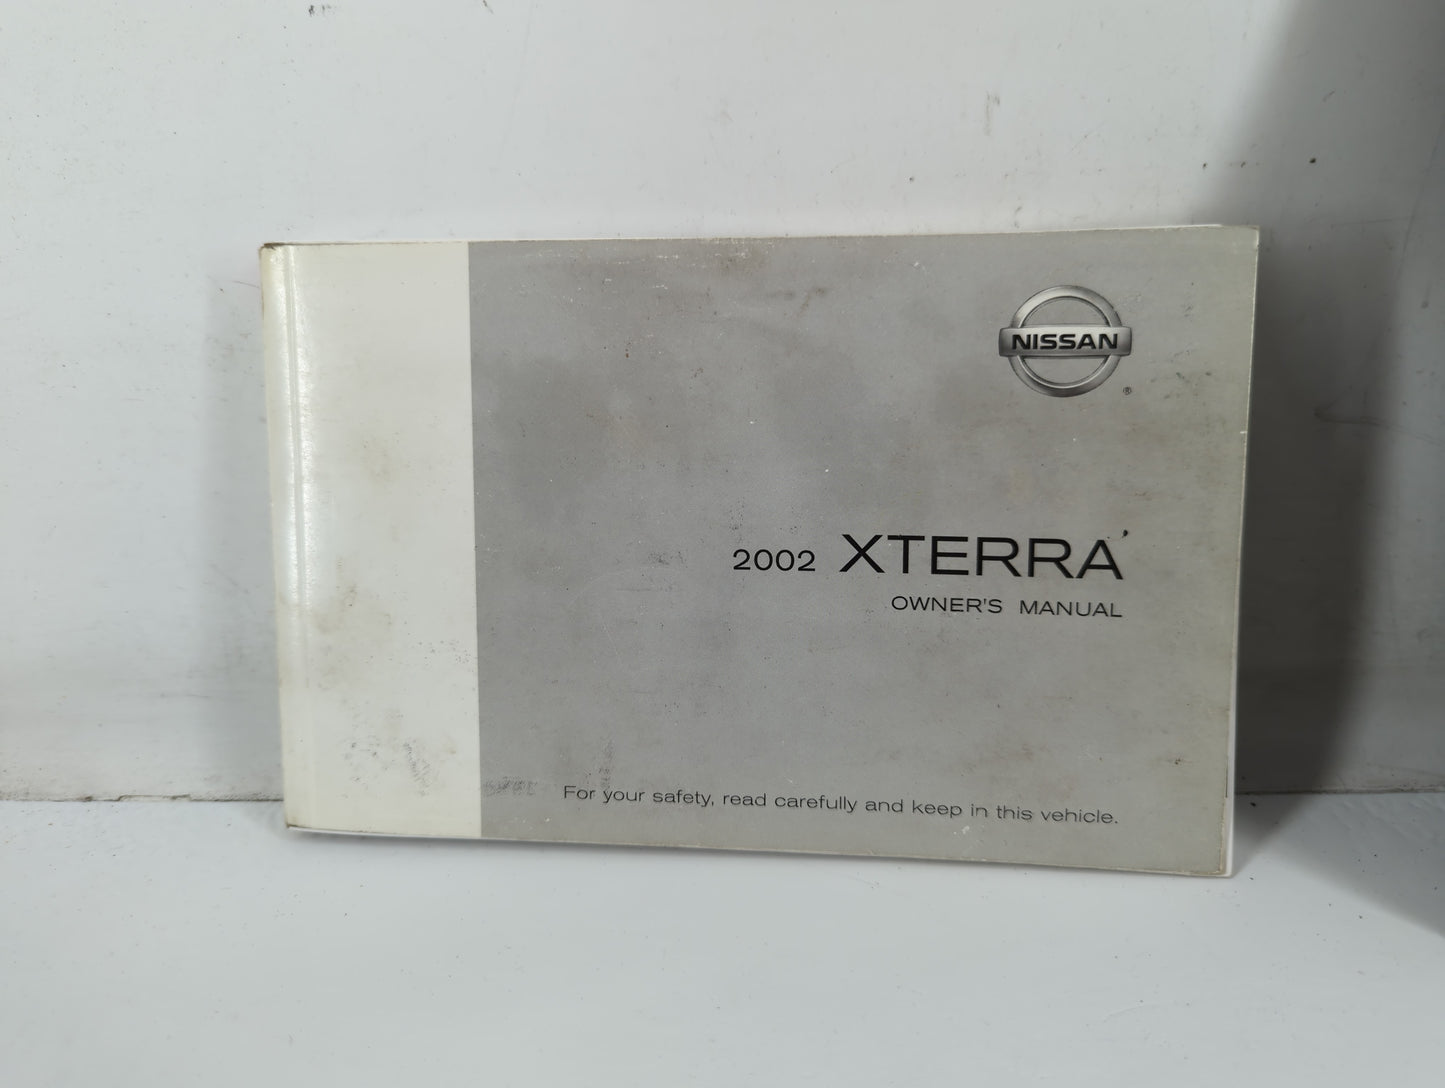 NISSAN
®
2002 XTERRA
OWNER'S MANUAL
For your safety, read carefully and keep in this vehicle.